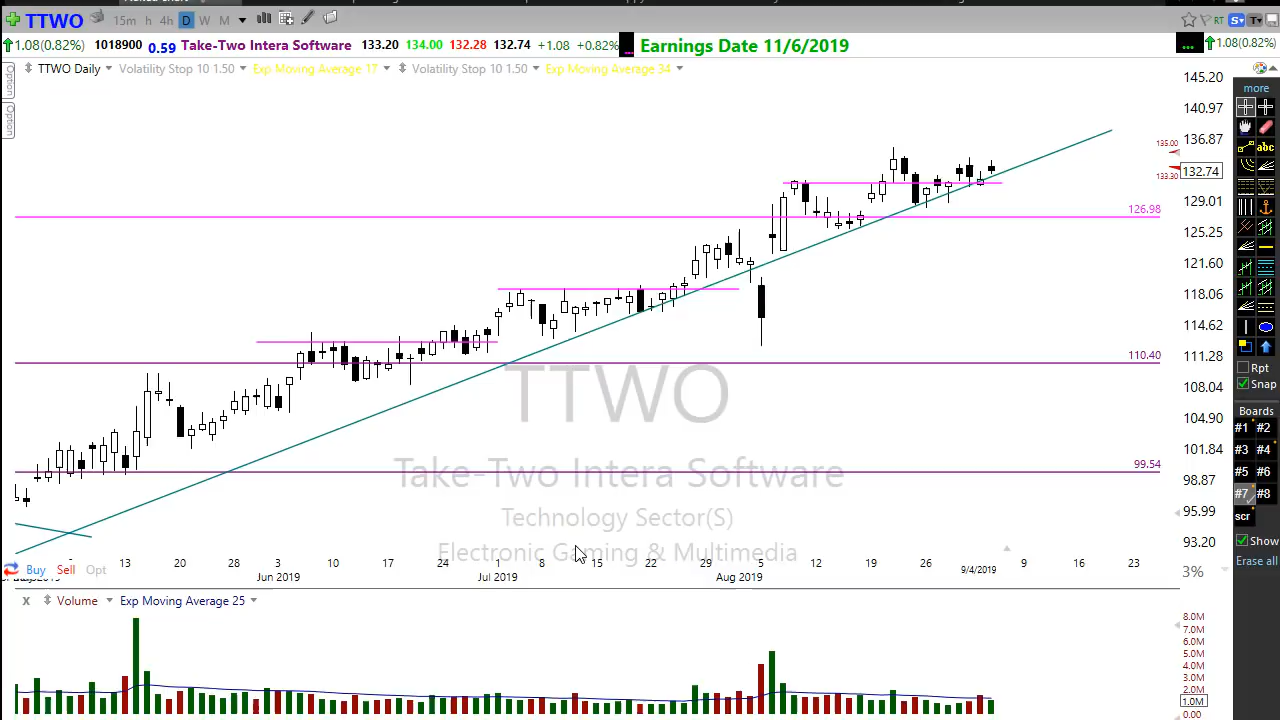 TTWO 15m h 4h D W M RT S T
1.08(0.82%) 1018900 0.59 Take-Two Intera Software 133.20 134.00 132.28 132.74 +1.08 +0.82% Earnings Date 11/6/2019 1.08(0.82%)
TTWO Daily Volatility Stop 10 1.50 Exp Moving Average 17 Volatility Stop 10 1.50 Exp Moving Average 34
Option
Option
145.20
140.97
136.87
135.00
132.74
133.30
129.01
126.98
125.25
121.60
118.06
114.62
111.28
110.40
108.04
104.90
101.84
99.54
98.87
95.99
93.20
TTWO
Take-Two Intera Software
Technology Sector(S)
Electronic Gaming & Multimedia
13 20 28 3 10 17 24 1 8 15 22 29 5 12 19 26 9/4/2019 9 16 23
Jun 2019 Jul 2019 Aug 2019
Buy Sell Opt 3%
X Volume Exp Moving Average 25
8.0M
7.0M
6.0M
5.0M
4.0M
3.0M
2.0M
1.0M
0.00
more
abc
Rpt
Snap
Boards
#1 #2
#3 #4
#5 #6
#7 #8
scr
Show
Erase all